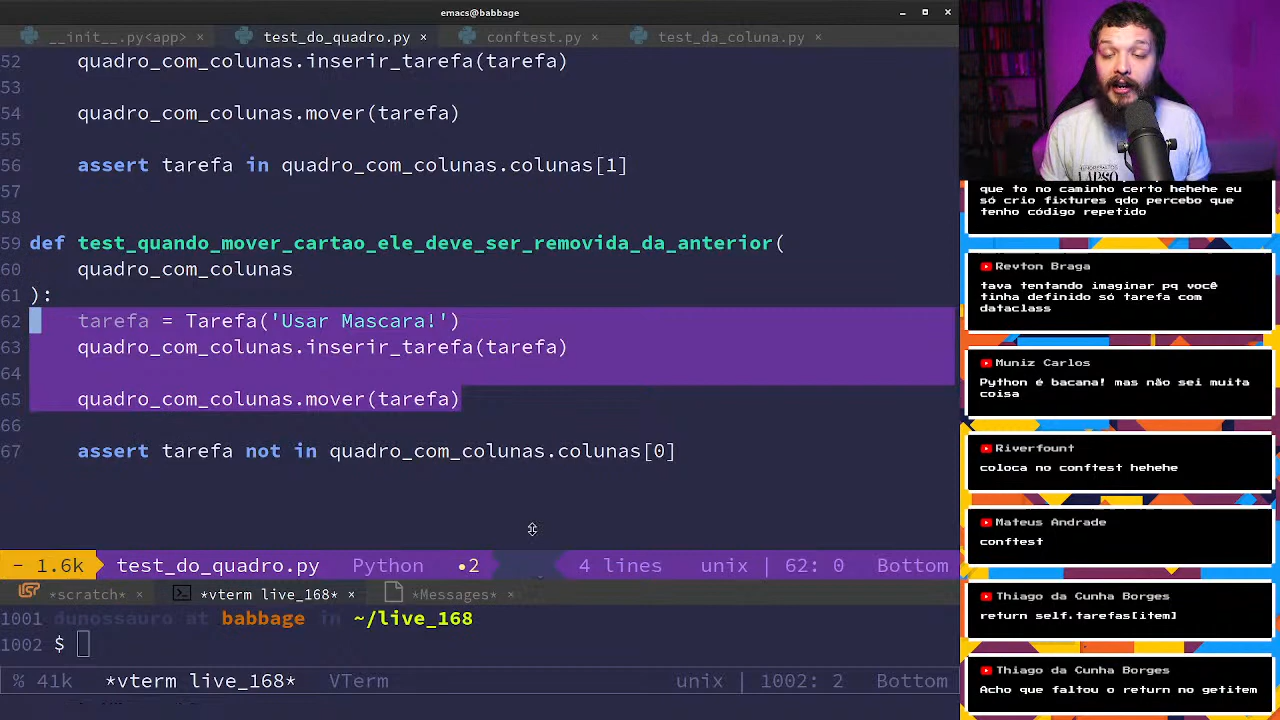 emacs@babbage
__init__.py<app> ×
test_do_quadro.py ×
conftest.py ×
test_da_coluna.py ×
52 quadro_com_colunas.inserir_tarefa(tarefa)
53
54 quadro_com_colunas.mover(tarefa)
55
56 assert tarefa in quadro_com_colunas.colunas[1]
57
58
59 def test_quando_mover_cartao_ele_deve_ser_removida_da_anterior(
60 quadro_com_colunas
61 ):
62 tarefa = Tarefa('Usar Mascara!')
63 quadro_com_colunas.inserir_tarefa(tarefa)
64
65 quadro_com_colunas.mover(tarefa)
66
67 assert tarefa not in quadro_com_colunas.colunas[0]
- 1.6k test_do_quadro.py Python •2 4 lines unix | 62: 0 Bottom
*scratch* × *vterm live_168* × *Messages* ×
1001 dunossauro at babbage in ~/live_168
1002 $
% 41k *vterm live_168* VTerm unix | 1002: 2 Bottom
que to no caminho certo hehehe eu
só crio fixtures qdo percebo que
tenho código repetido
Revton Braga
tava tentando imaginar pq você
tinha definido só tarefa com
dataclass
Muniz Carlos
Python é bacana! mas não sei muita
coisa
Riverfount
coloca no conftest hehehe
Mateus Andrade
conftest
Thiago da Cunha Borges
return self.tarefas[item]
Thiago da Cunha Borges
Acho que faltou o return no getitem